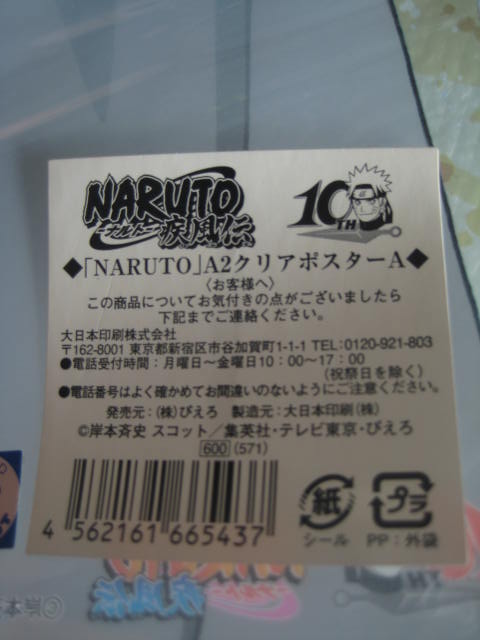 NARUTO
ーナルトー
疾風伝
10TH
◆「NARUTO」A2クリアポスターA◆
〈お客様へ〉
この商品についてお気付きの点がございましたら
下記までご連絡ください。
大日本印刷株式会社
〒162-8001 東京都新宿区市谷加賀町1-1-1 TEL:0120-921-803
●電話受付時間：月曜日～金曜日10：00～17：00
(祝祭日を除く)
●電話番号はよく確かめてお間違いのないようにご注意ください。
発売元：(株)ぴえろ 製造元：大日本印刷(株)
©岸本斉史 スコット／集英社・テレビ東京・ぴえろ
600 (571)
4 562161 665437
紙
シール
プラ
PP：外袋
疾風伝